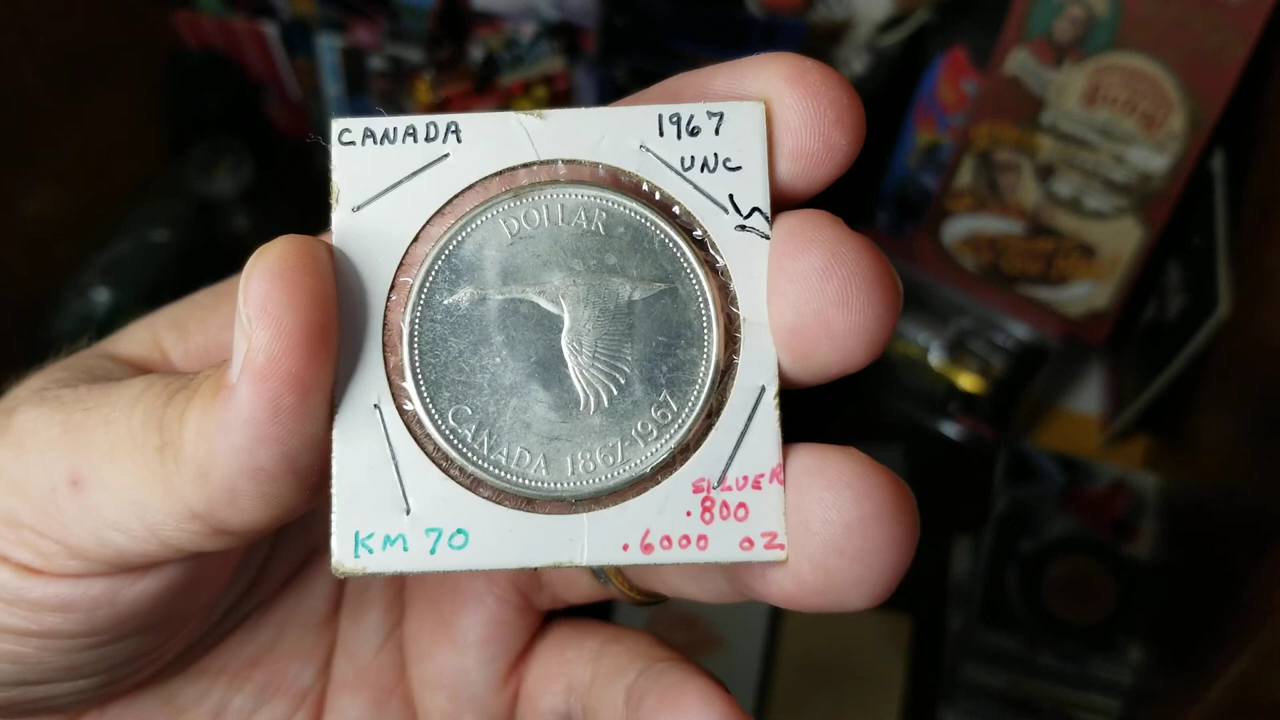 CANADA
1967
UNC
DOLLAR
CANADA 1867-1967
KM 70
SILVER
.800
.6000 OZ